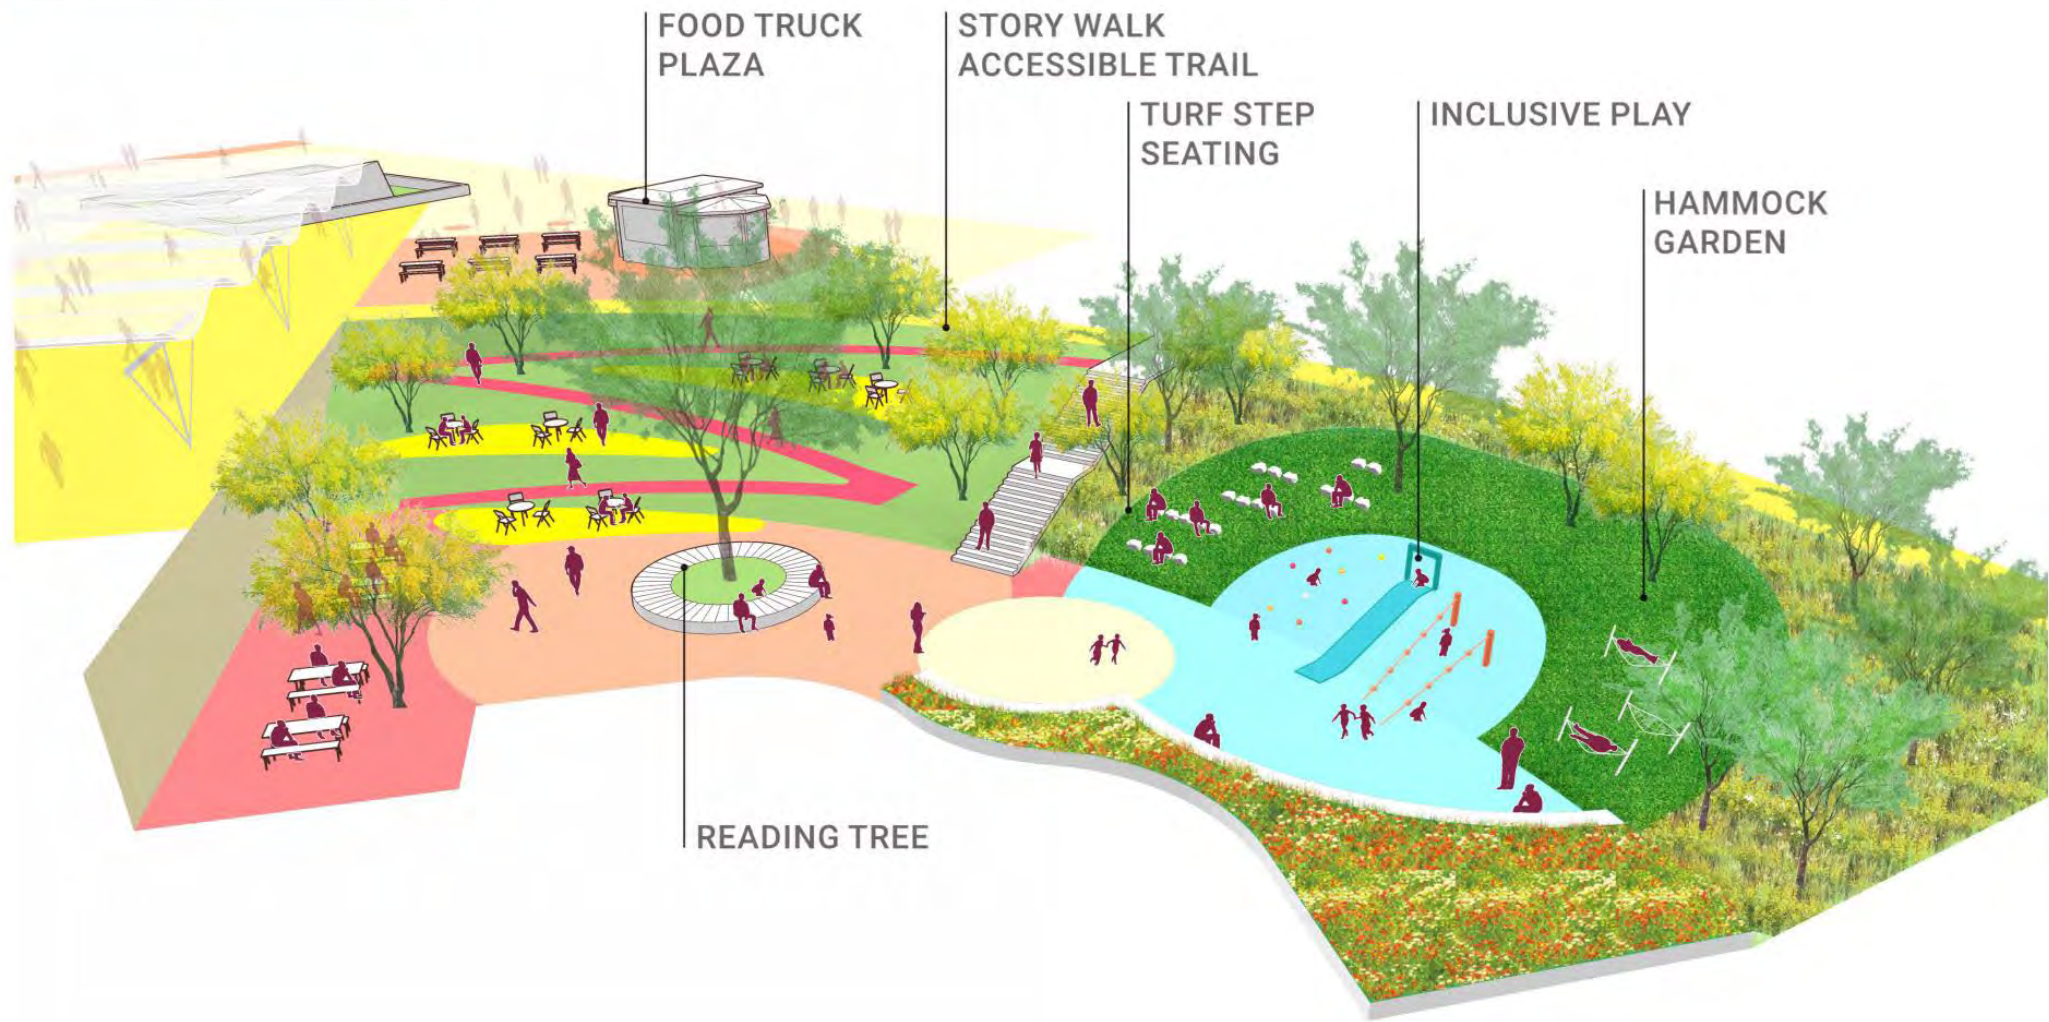 FOOD TRUCK
PLAZA
STORY WALK
ACCESSIBLE TRAIL
TURF STEP
SEATING
INCLUSIVE PLAY
HAMMOCK
GARDEN
READING TREE